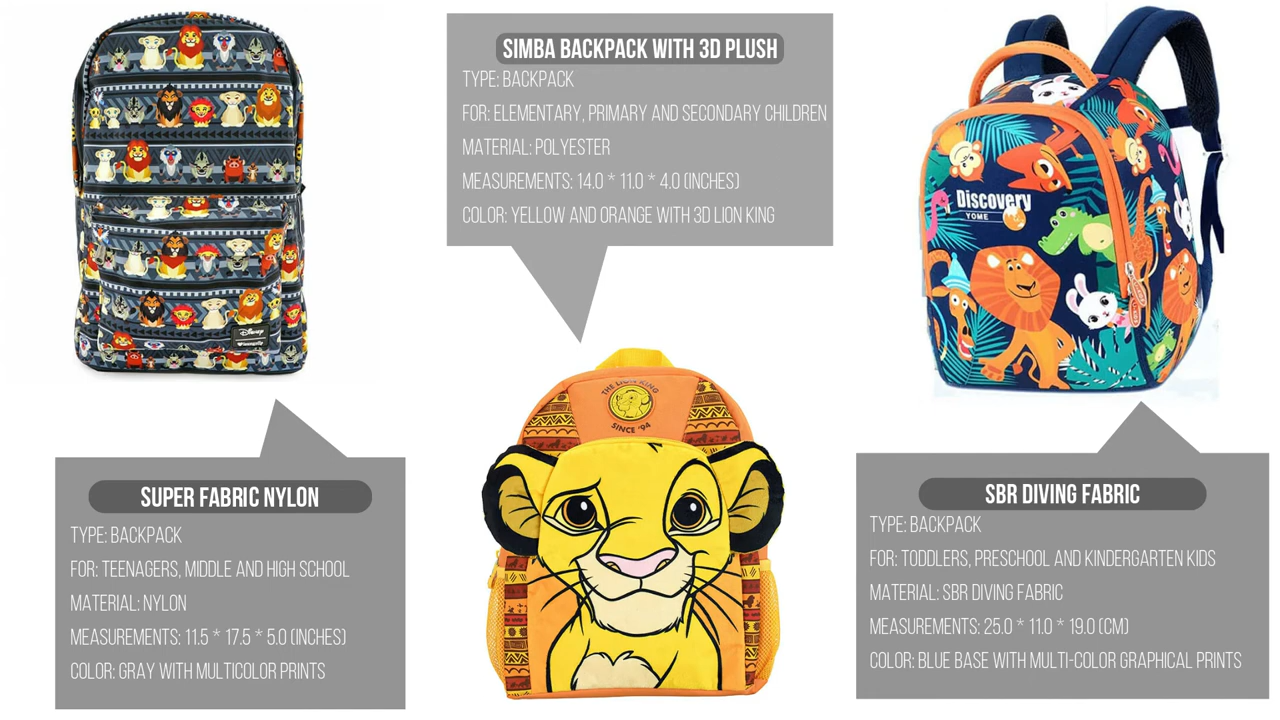 SIMBA BACKPACK WITH 3D PLUSH
TYPE: BACKPACK
FOR: ELEMENTARY, PRIMARY AND SECONDARY CHILDREN
MATERIAL: POLYESTER
MEASUREMENTS: 14.0 * 11.0 * 4.0 (INCHES)
COLOR: YELLOW AND ORANGE WITH 3D LION KING
Discovery
YOME
Disney
THE LION KING
SINCE '94
SUPER FABRIC NYLON
TYPE: BACKPACK
FOR: TEENAGERS, MIDDLE AND HIGH SCHOOL
MATERIAL: NYLON
MEASUREMENTS: 11.5 * 17.5 * 5.0 (INCHES)
COLOR: GRAY WITH MULTICOLOR PRINTS
SBR DIVING FABRIC
TYPE: BACKPACK
FOR: TODDLERS, PRESCHOOL AND KINDERGARTEN KIDS
MATERIAL: SBR DIVING FABRIC
MEASUREMENTS: 25.0 * 11.0 * 19.0 (CM)
COLOR: BLUE BASE WITH MULTI-COLOR GRAPHICAL PRINTS